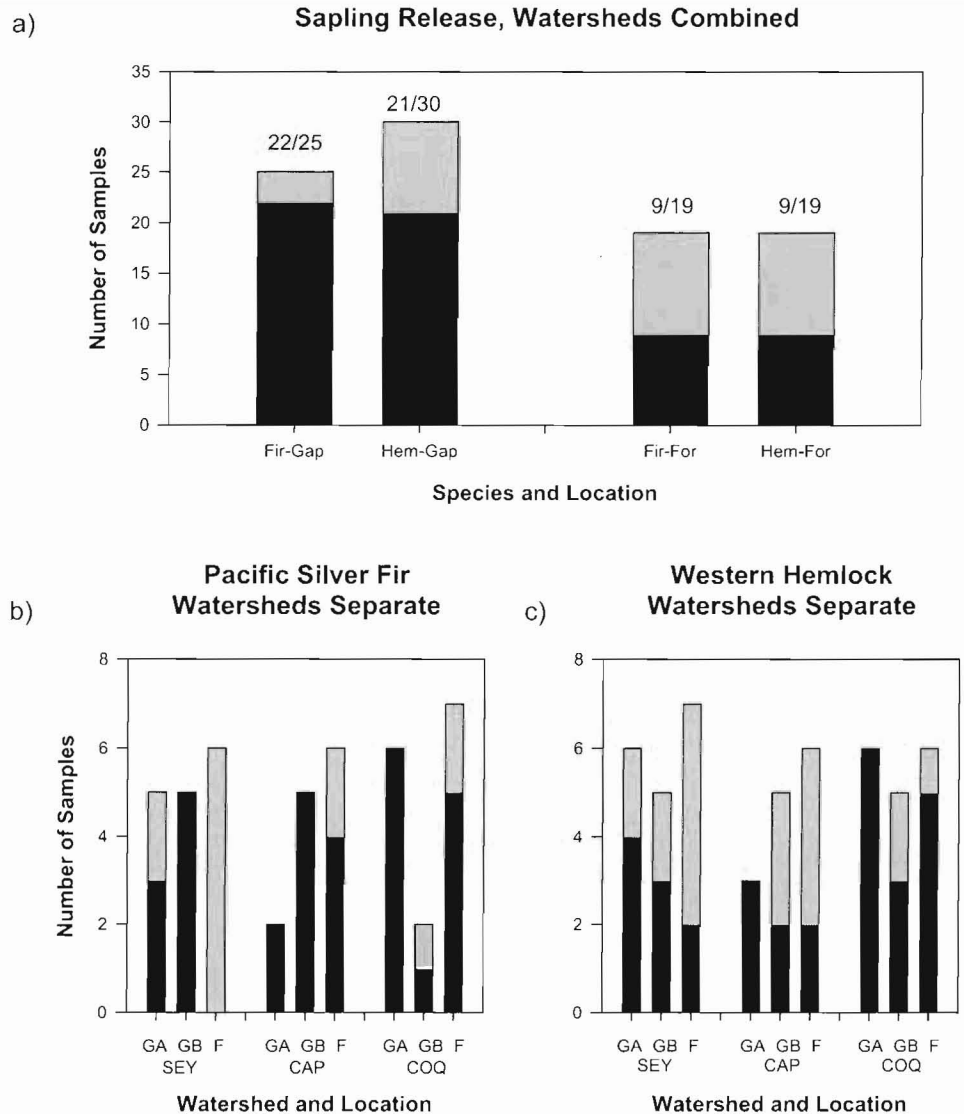 a)
Sapling Release, Watersheds Combined
35
30
25
20
15
10
5
0
Number of Samples
22/25
21/30
9/19
9/19
Fir-Gap Hem-Gap Fir-For Hem-For
Species and Location
b)
Pacific Silver Fir
Watersheds Separate
8
6
4
2
0
Number of Samples
GA GB F GA GB F GA GB F
SEY CAP COQ
Watershed and Location
c)
Western Hemlock
Watersheds Separate
8
6
4
2
0
GA GB F GA GB F GA GB F
SEY CAP COQ
Watershed and Location